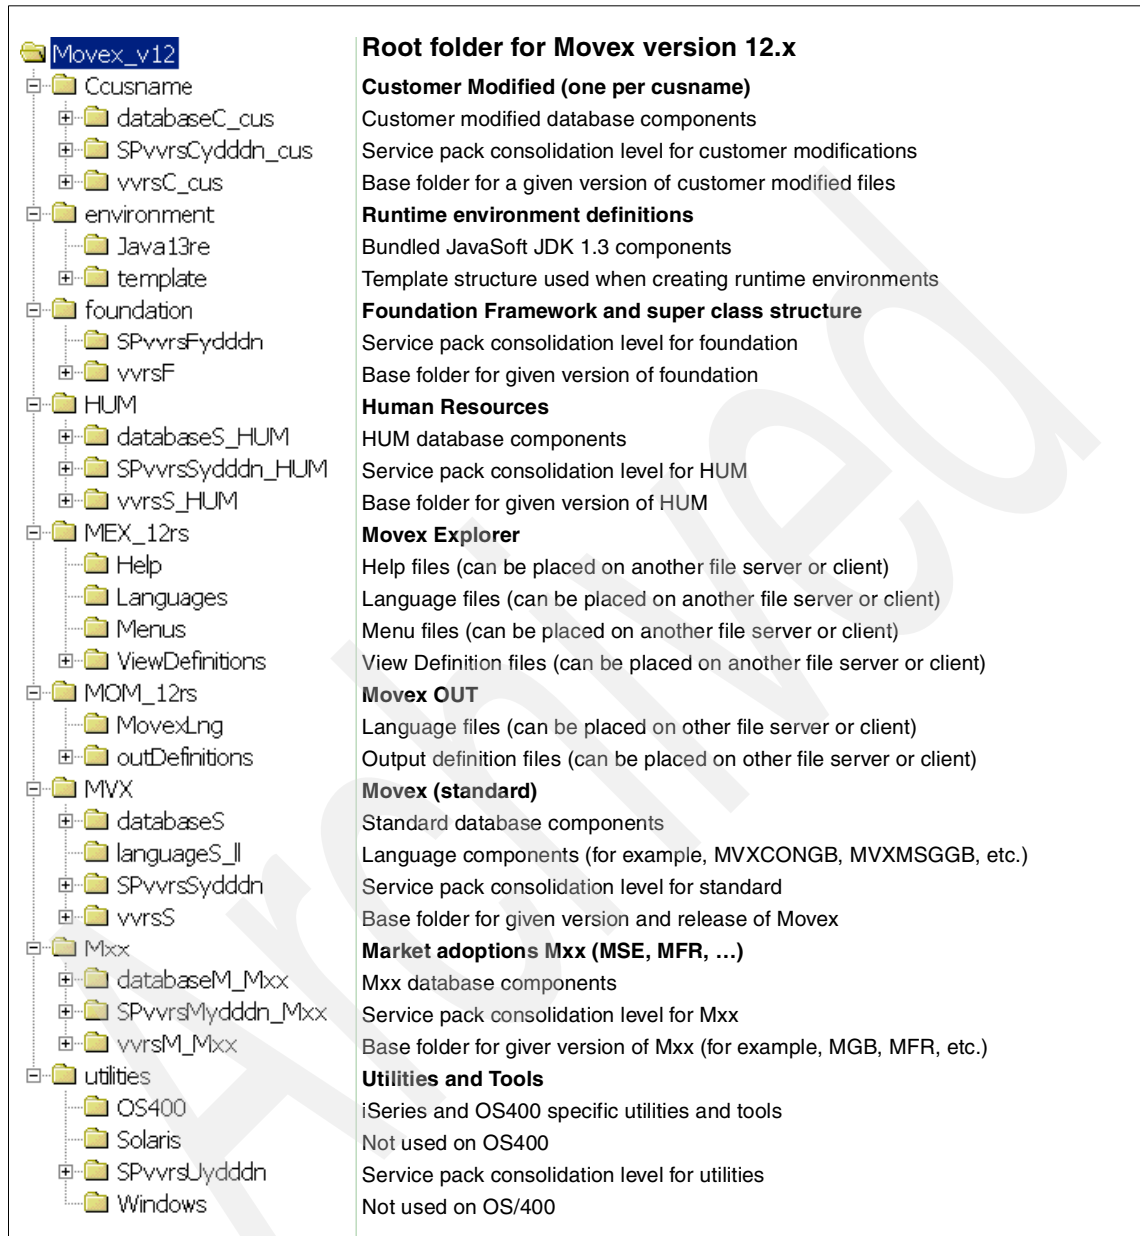 Movex_v12 Root folder for Movex version 12.x
Ccusname Customer Modified (one per cusname)
databaseC_cus Customer modified database components
SPvvrsCydddn_cus Service pack consolidation level for customer modifications
vvrsC_cus Base folder for a given version of customer modified files
environment Runtime environment definitions
Java13re Bundled JavaSoft JDK 1.3 components
template Template structure used when creating runtime environments
foundation Foundation Framework and super class structure
SPvvrsFydddn Service pack consolidation level for foundation
vvrsF Base folder for given version of foundation
HUM Human Resources
databaseS_HUM HUM database components
SPvvrsSydddn_HUM Service pack consolidation level for HUM
vvrsS_HUM Base folder for given version of HUM
MEX_12rs Movex Explorer
Help Help files (can be placed on another file server or client)
Languages Language files (can be placed on another file server or client)
Menus Menu files (can be placed on another file server or client)
ViewDefinitions View Definition files (can be placed on another file server or client)
MOM_12rs Movex OUT
MovexLng Language files (can be placed on other file server or client)
outDefinitions Output definition files (can be placed on other file server or client)
MVX Movex (standard)
databaseS Standard database components
languageS_ll Language components (for example, MVXCONGB, MVXMSGGB, etc.)
SPvvrsSydddn Service pack consolidation level for standard
vvrsS Base folder for given version and release of Movex
Mxx Market adoptions Mxx (MSE, MFR, …)
databaseM_Mxx Mxx database components
SPvvrsMydddn_Mxx Service pack consolidation level for Mxx
vvrsM_Mxx Base folder for giver version of Mxx (for example, MGB, MFR, etc.)
utilities Utilities and Tools
OS400 iSeries and OS400 specific utilities and tools
Solaris Not used on OS400
SPvvrsUydddn Service pack consolidation level for utilities
Windows Not used on OS/400
Archived